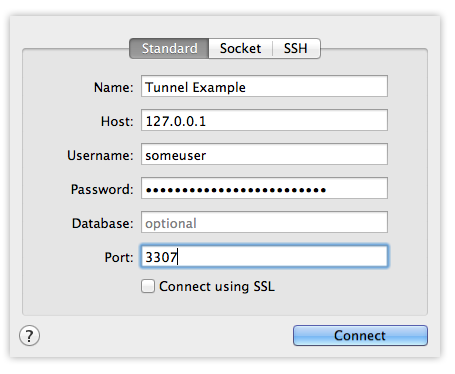 Standard Socket SSH
Name: Tunnel Example
Host: 127.0.0.1
Username: someuser
Password: •••••••••••••••••••••••••
Database: optional
Port: 3307
Connect using SSL
? Connect